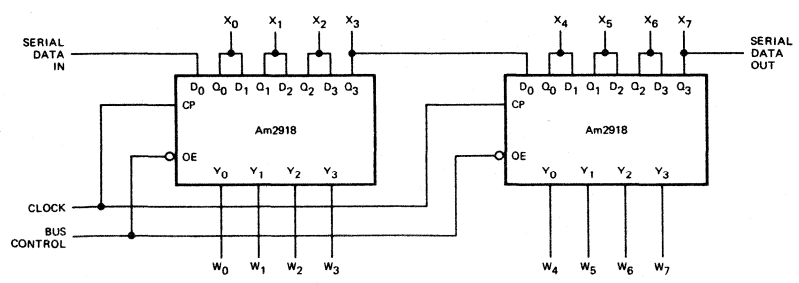 X0 X1 X2 X3 X4 X5 X6 X7
SERIAL
DATA
IN
SERIAL
DATA
OUT
D0 Q0 D1 Q1 D2 Q2 D3 Q3
CP
Am2918
OE
Y0 Y1 Y2 Y3
D0 Q0 D1 Q1 D2 Q2 D3 Q3
CP
Am2918
OE
Y0 Y1 Y2 Y3
CLOCK
BUS
CONTROL
W0 W1 W2 W3 W4 W5 W6 W7